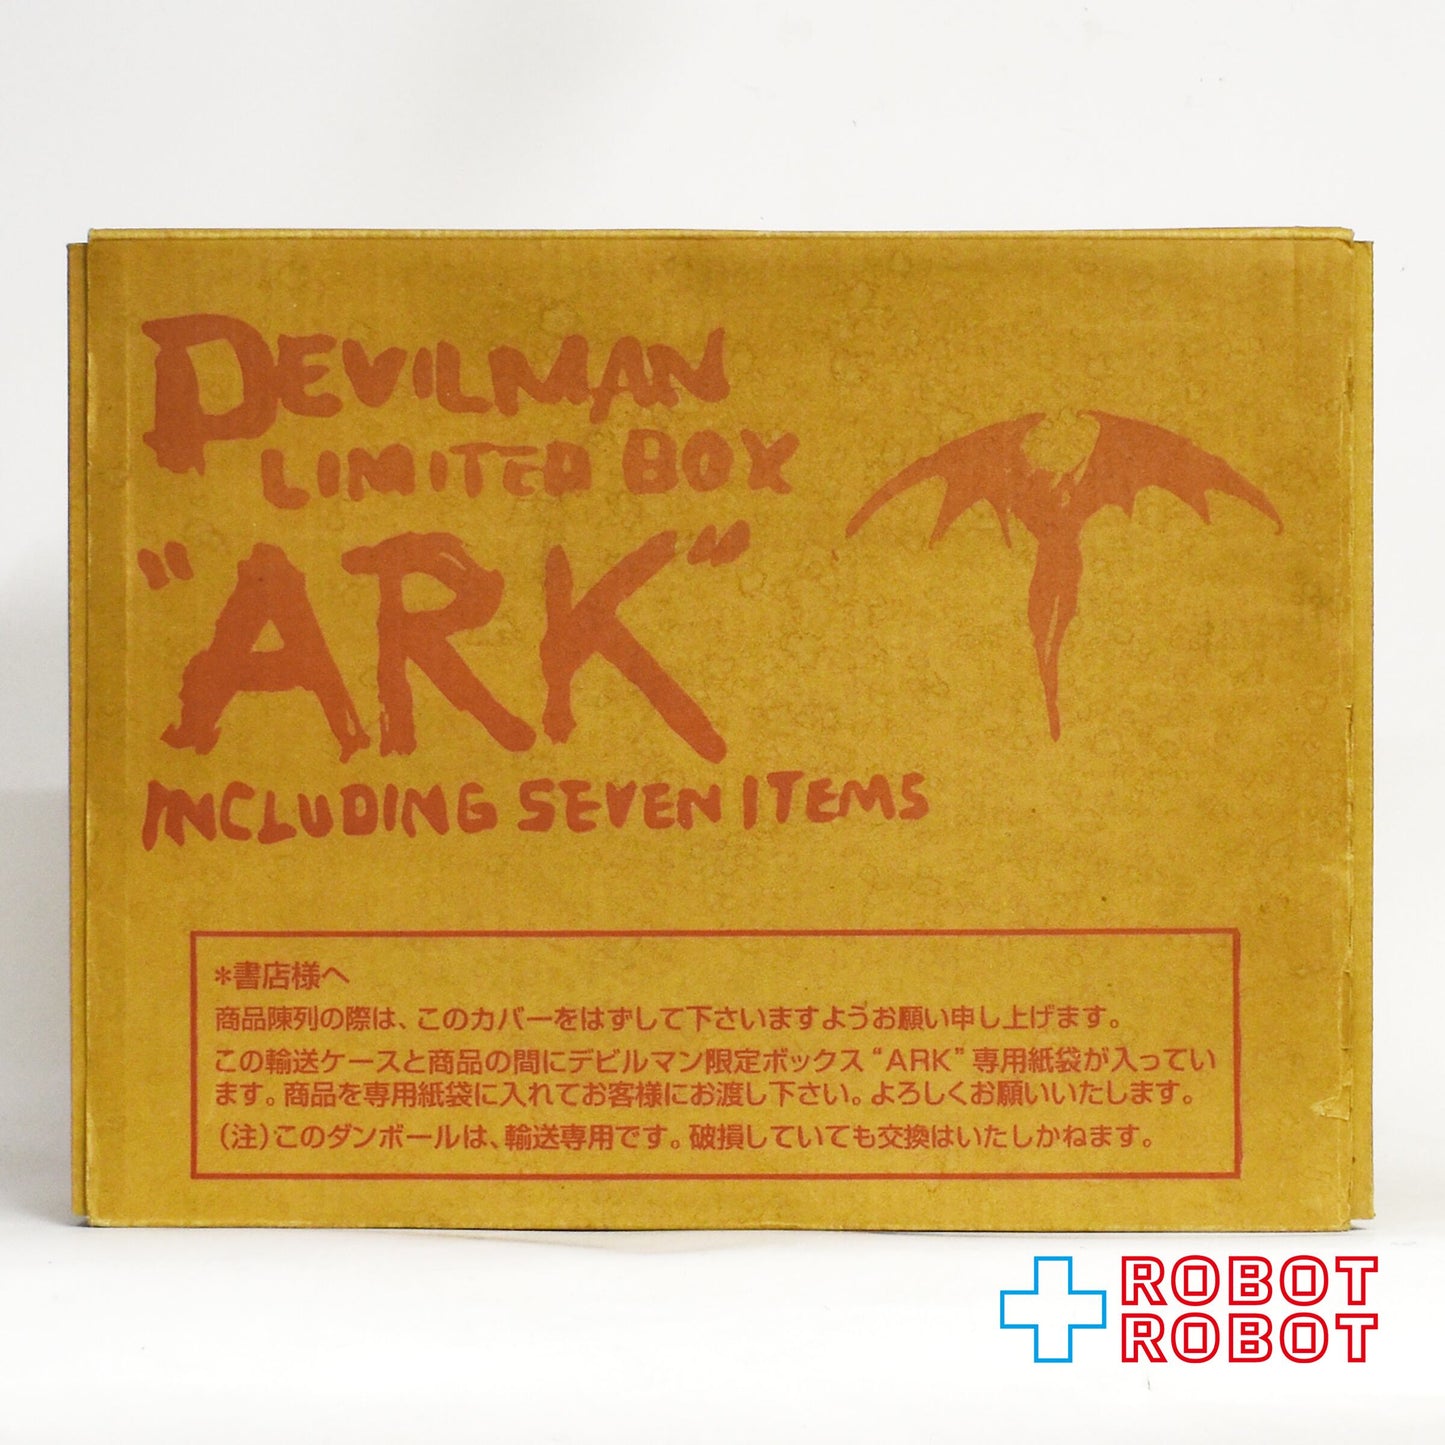 DEVILMAN
LIMITED BOX
"ARK"
INCLUDING SEVEN ITEMS
*書店様へ
商品陳列の際は、このカバーをはずして下さいますようお願い申し上げます。
この輸送ケースと商品の間にデビルマン限定ボックス“ARK”専用紙袋が入ってい
ます。商品を専用紙袋に入れてお客様にお渡し下さい。よろしくお願いいたします。
(注)このダンボールは、輸送専用です。破損していても交換はいたしかねます。
ROBOT
ROBOT